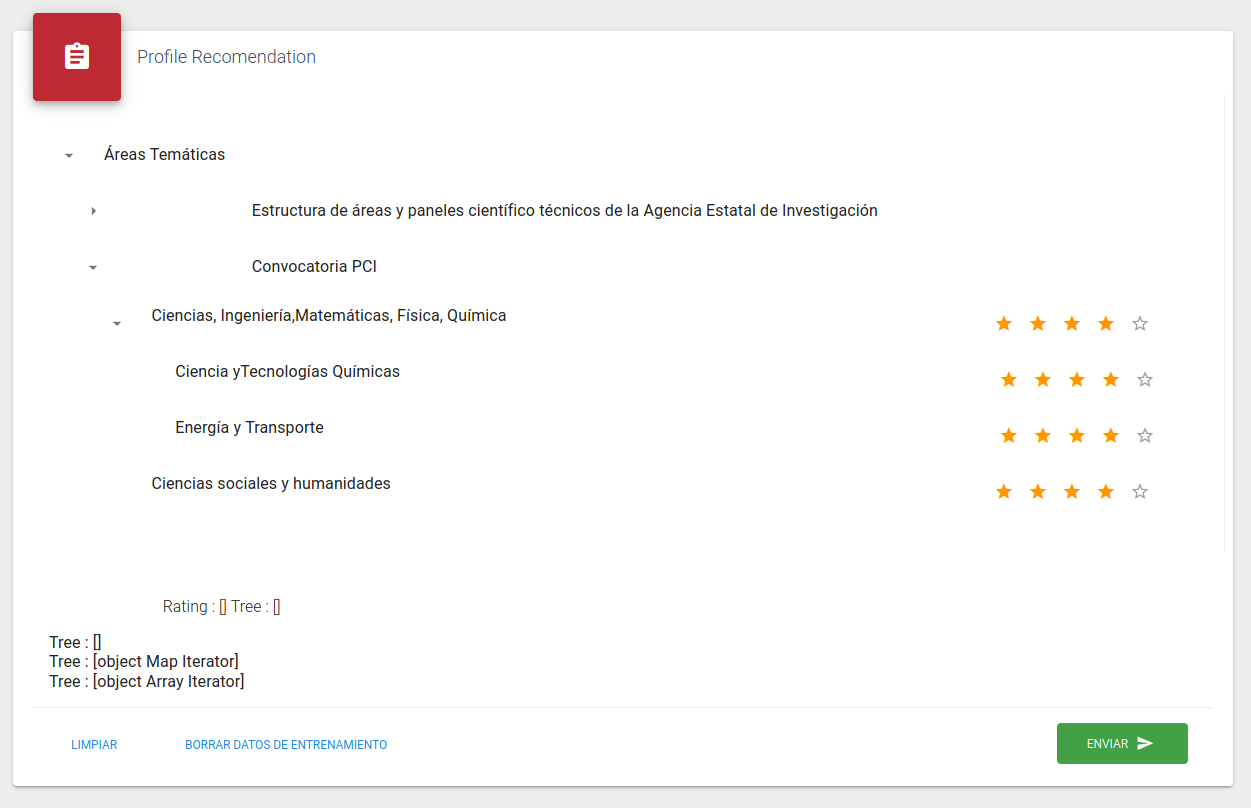 Profile Recomendation
Áreas Temáticas
Estructura de áreas y paneles científico técnicos de la Agencia Estatal de Investigación
Convocatoria PCI
Ciencias, Ingeniería,Matemáticas, Física, Química
Ciencia yTecnologías Químicas
Energía y Transporte
Ciencias sociales y humanidades
Rating : [] Tree : []
Tree : []
Tree : [object Map Iterator]
Tree : [object Array Iterator]
LIMPIAR BORRAR DATOS DE ENTRENAMIENTO ENVIAR